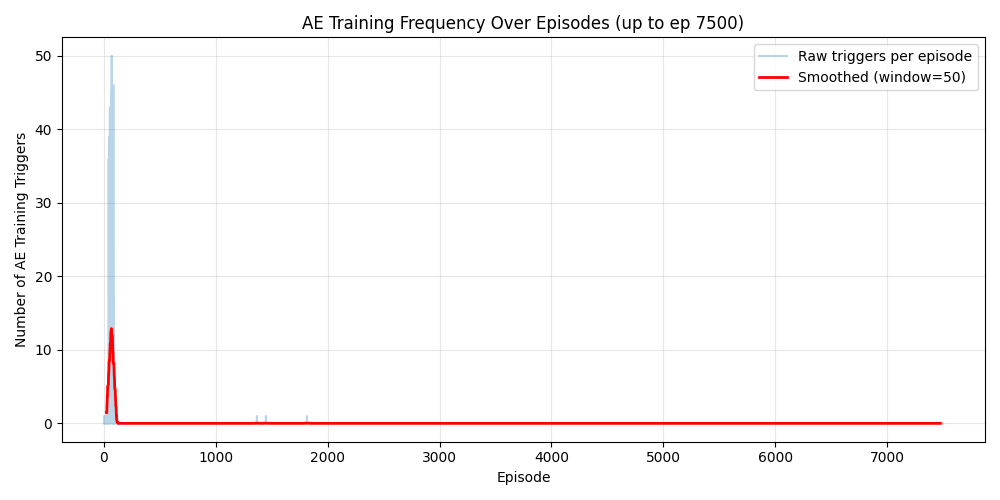 AE Training Frequency Over Episodes (up to ep 7500)
Raw triggers per episode
Smoothed (window=50)
Number of AE Training Triggers
50
40
30
20
10
0
0 1000 2000 3000 4000 5000 6000 7000
Episode